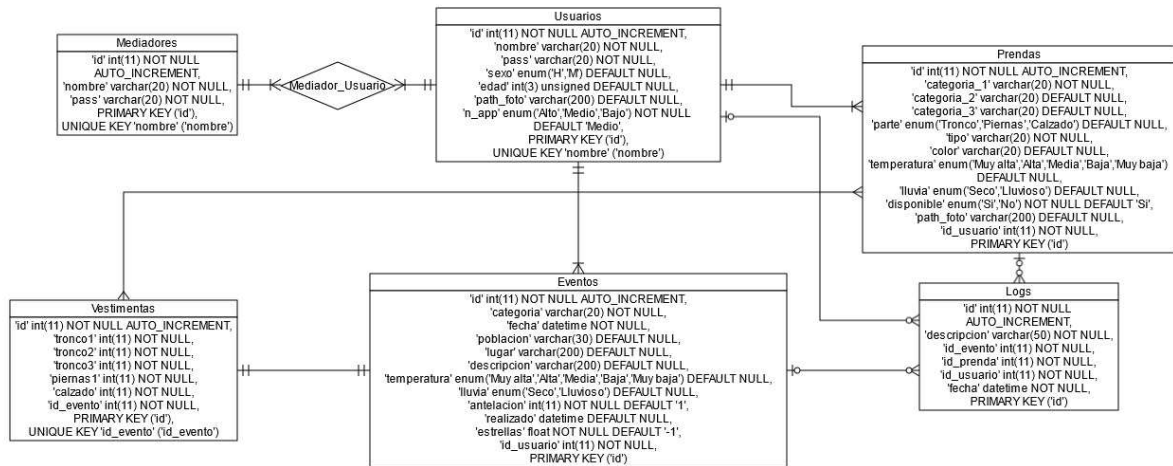 Mediadores
'id' int(11) NOT NULL
AUTO_INCREMENT,
'nombre' varchar(20) NOT NULL,
'pass' varchar(20) NOT NULL,
PRIMARY KEY ('id'),
UNIQUE KEY 'nombre' ('nombre')
Mediador_Usuario
Usuarios
'id' int(11) NOT NULL AUTO_INCREMENT,
'nombre' varchar(20) NOT NULL,
'pass' varchar(20) NOT NULL,
'sexo' enum('H','M') DEFAULT NULL,
'edad' int(3) unsigned DEFAULT NULL,
'path_foto' varchar(200) DEFAULT NULL,
'n_app' enum('Alto','Medio','Bajo') NOT NULL
DEFAULT 'Medio',
PRIMARY KEY ('id'),
UNIQUE KEY 'nombre' ('nombre')
Prendas
'id' int(11) NOT NULL AUTO_INCREMENT,
'categoria_1' varchar(20) NOT NULL,
'categoria_2' varchar(20) DEFAULT NULL,
'categoria_3' varchar(20) DEFAULT NULL,
'parte' enum('Tronco','Piernas','Calzado') DEFAULT NULL,
'tipo' varchar(20) NOT NULL,
'color' varchar(20) DEFAULT NULL,
'temperatura' enum('Muy alta','Alta','Media','Baja','Muy baja')
DEFAULT NULL,
'lluvia' enum('Seco','Lluvioso') DEFAULT NULL,
'disponible' enum('Si','No') NOT NULL DEFAULT 'Si',
'path_foto' varchar(200) DEFAULT NULL,
'id_usuario' int(11) NOT NULL,
PRIMARY KEY ('id')
Vestimentas
'id' int(11) NOT NULL AUTO_INCREMENT,
'tronco1' int(11) NOT NULL,
'tronco2' int(11) NOT NULL,
'tronco3' int(11) NOT NULL,
'piernas1' int(11) NOT NULL,
'calzado' int(11) NOT NULL,
'id_evento' int(11) NOT NULL,
PRIMARY KEY ('id'),
UNIQUE KEY 'id_evento' ('id_evento')
Eventos
'id' int(11) NOT NULL AUTO_INCREMENT,
'categoria' varchar(20) NOT NULL,
'fecha' datetime NOT NULL,
'poblacion' varchar(30) DEFAULT NULL,
'lugar' varchar(200) DEFAULT NULL,
'descripcion' varchar(200) DEFAULT NULL,
'temperatura' enum('Muy alta','Alta','Media','Baja','Muy baja') DEFAULT NULL,
'lluvia' enum('Seco','Lluvioso') DEFAULT NULL,
'antelacion' int(11) NOT NULL DEFAULT '1',
'realizado' datetime DEFAULT NULL,
'estrellas' float NOT NULL DEFAULT '-1',
'id_usuario' int(11) NOT NULL,
PRIMARY KEY ('id')
Logs
'id' int(11) NOT NULL
AUTO_INCREMENT,
'descripcion' varchar(50) NOT NULL,
'id_evento' int(11) NOT NULL,
'id_prenda' int(11) NOT NULL,
'id_usuario' int(11) NOT NULL,
'fecha' datetime NOT NULL,
PRIMARY KEY ('id')